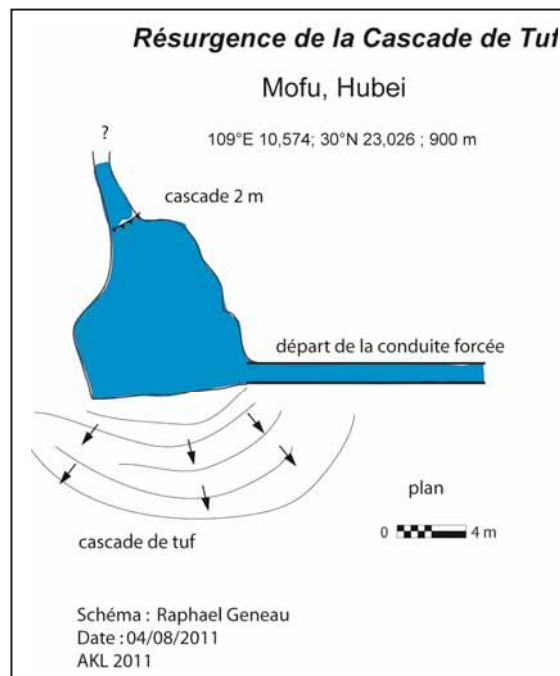 Résurgence de la Cascade de Tuf
Mofu, Hubei
109°E 10,574; 30°N 23,026 ; 900 m
?
cascade 2 m
départ de la conduite forcée
plan
0 4 m
cascade de tuf
Schéma : Raphael Geneau
Date : 04/08/2011
AKL 2011